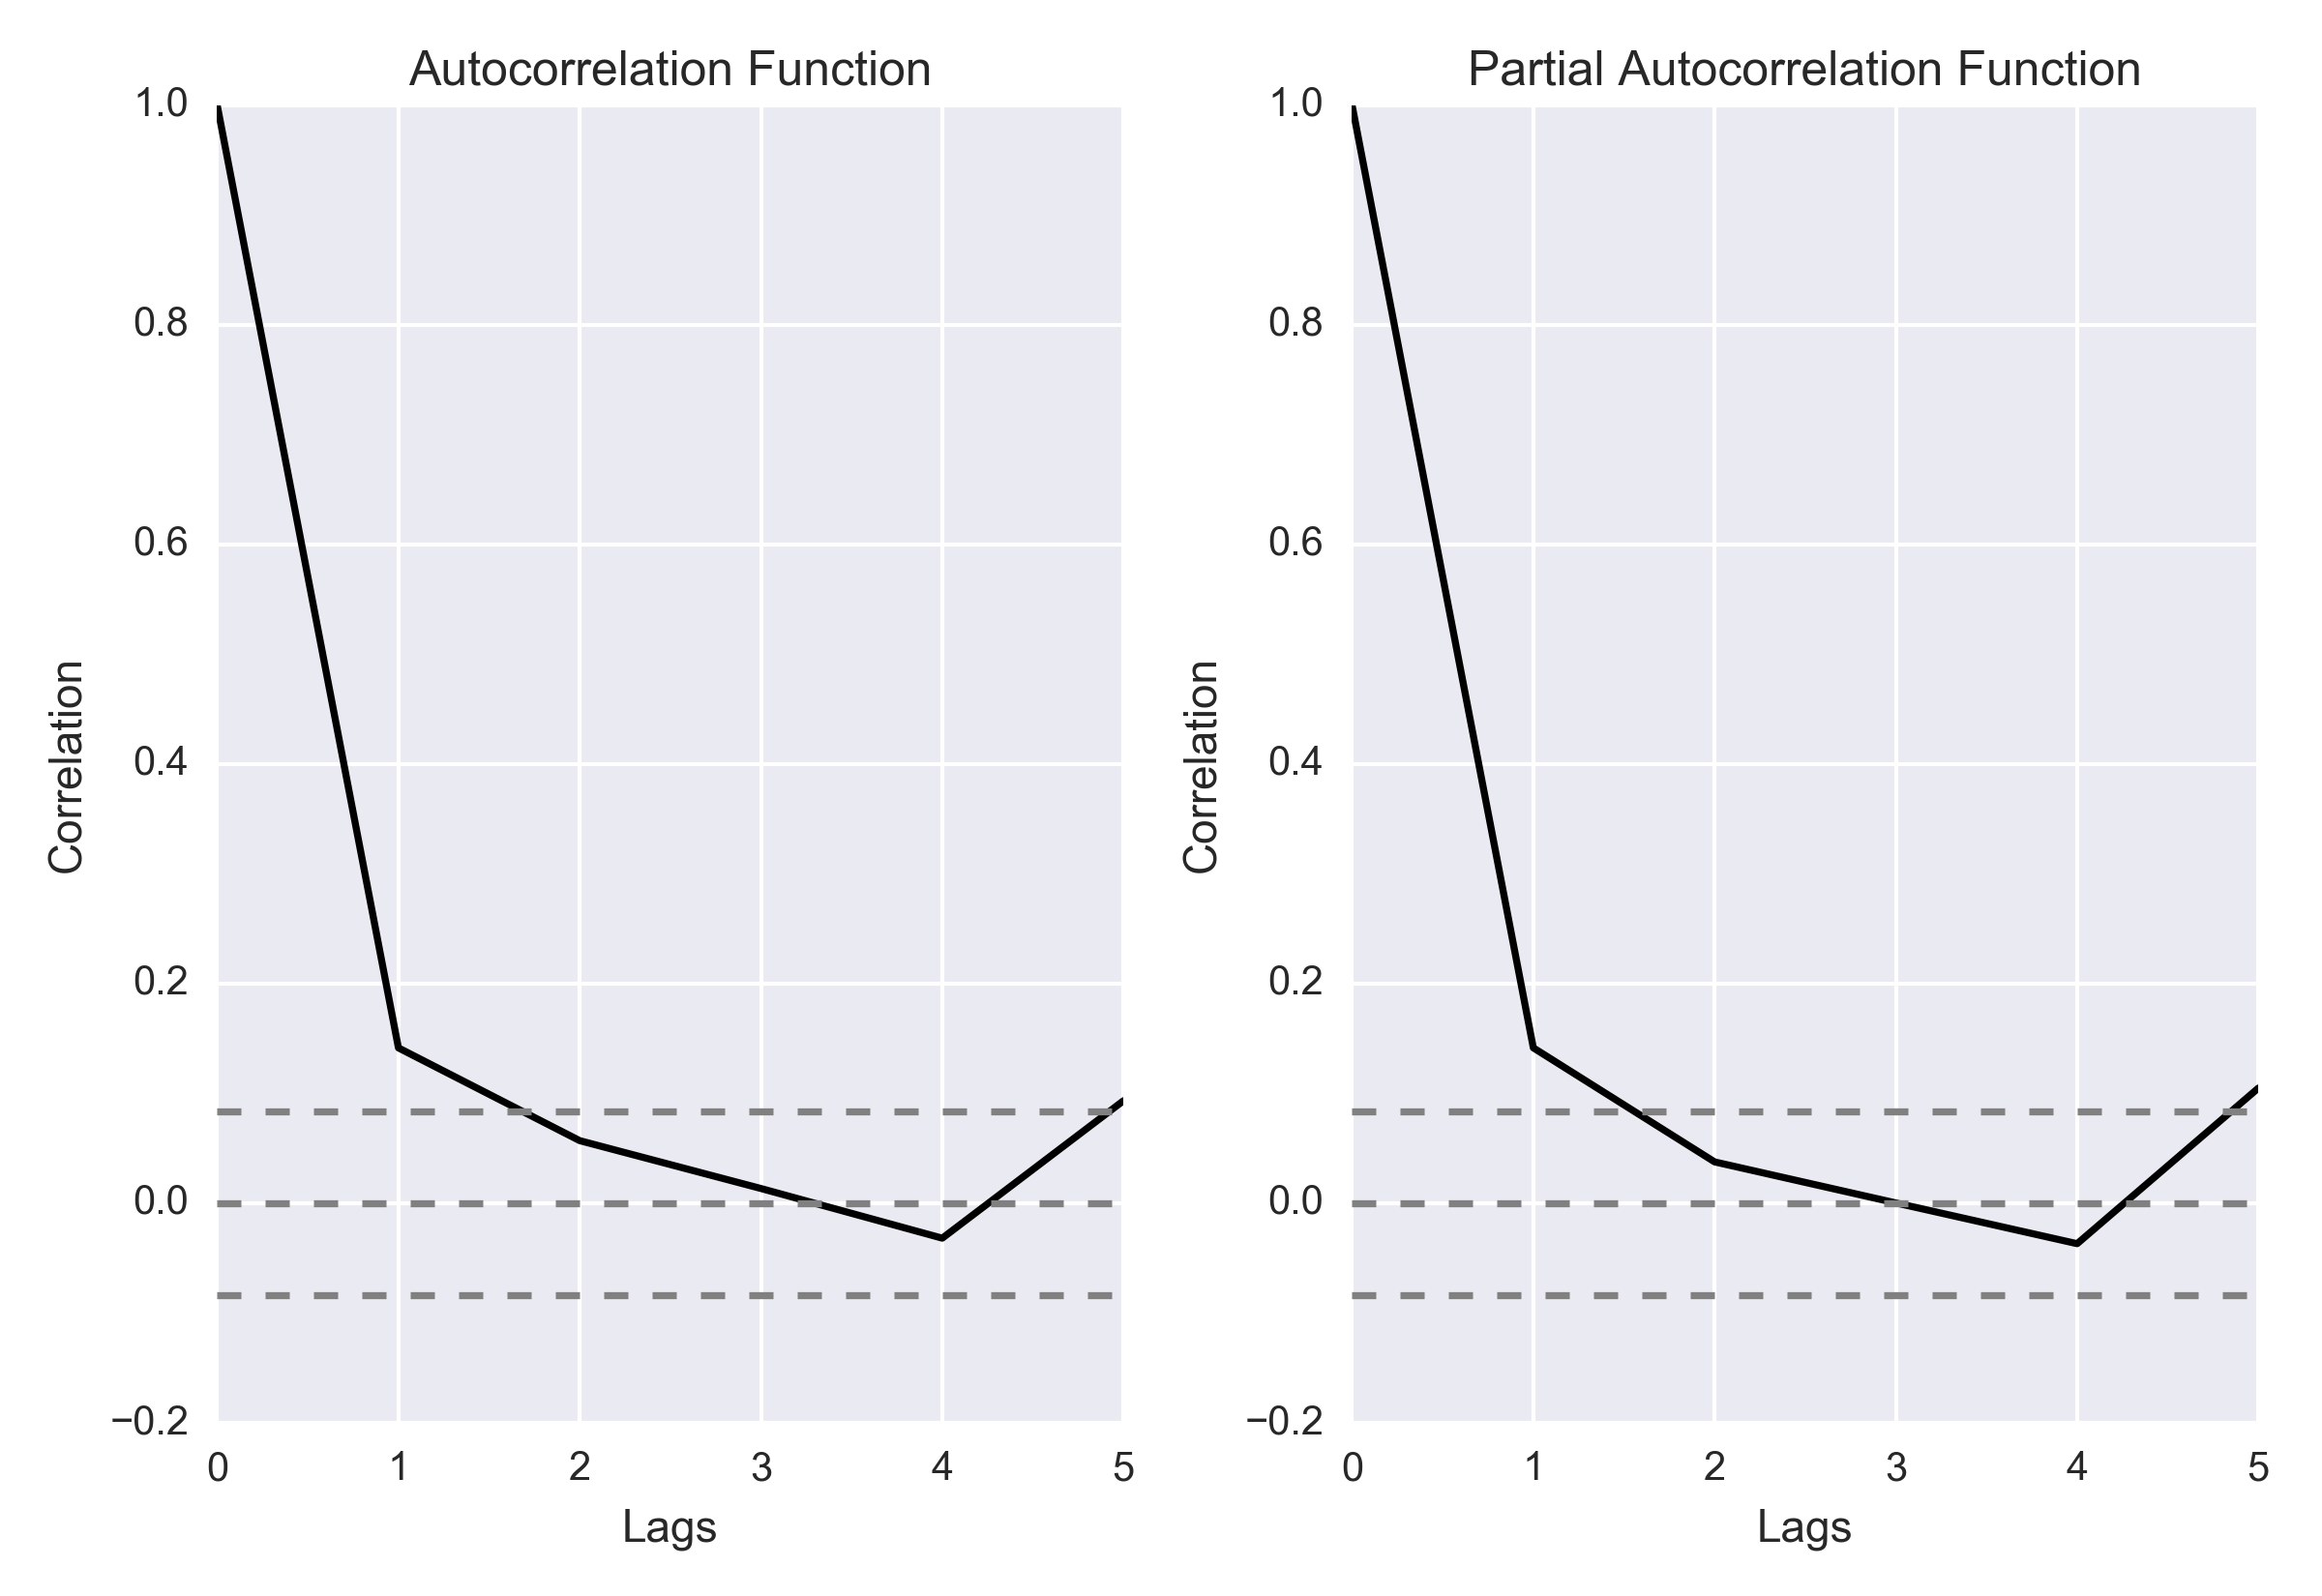 Autocorrelation Function
1.0
0.8
0.6
0.4
0.2
0.0
−0.2
Correlation
0 1 2 3 4 5
Lags
Partial Autocorrelation Function
1.0
0.8
0.6
0.4
0.2
0.0
−0.2
Correlation
0 1 2 3 4 5
Lags